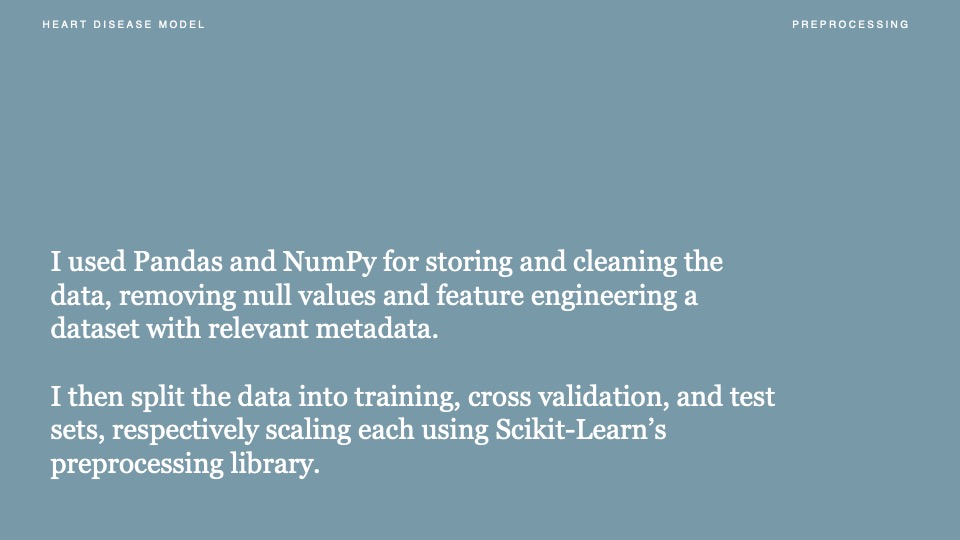 HEART DISEASE MODEL
PREPROCESSING
I used Pandas and NumPy for storing and cleaning the
data, removing null values and feature engineering a
dataset with relevant metadata.
I then split the data into training, cross validation, and test
sets, respectively scaling each using Scikit-Learn’s
preprocessing library.